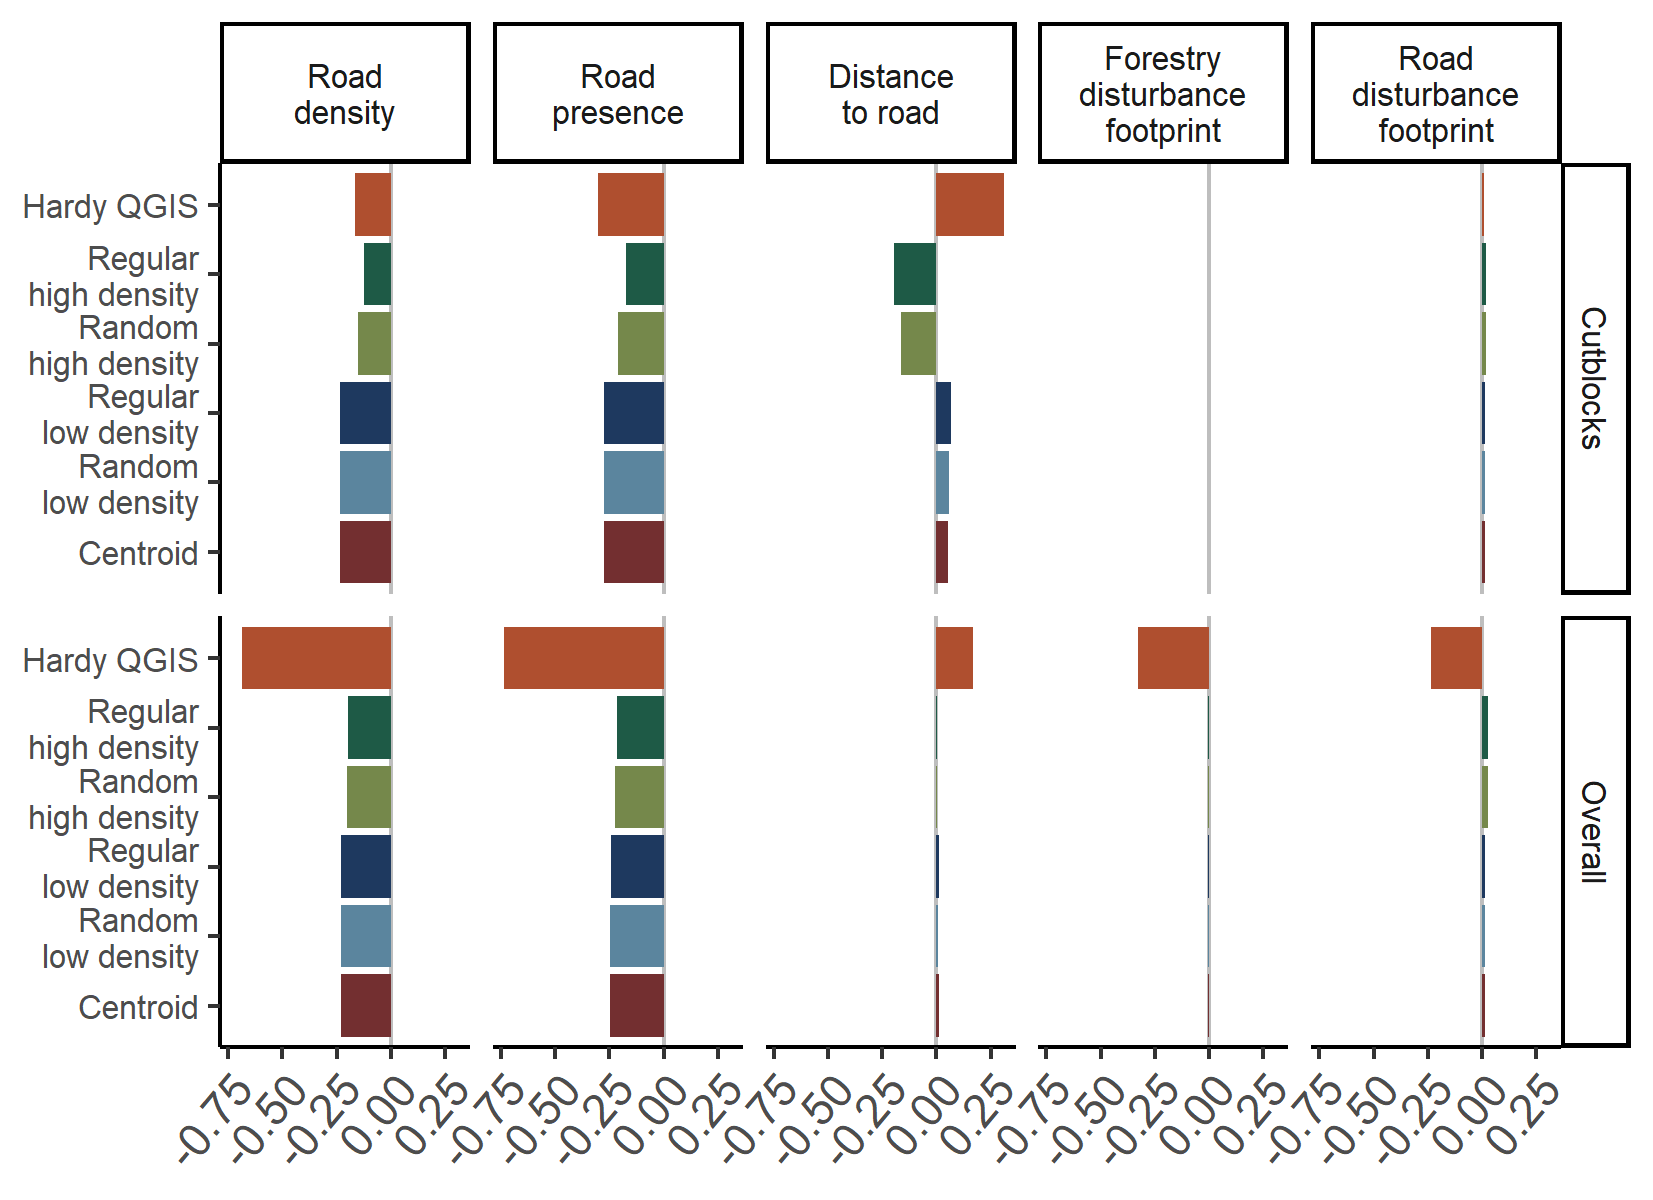 Road
density
Road
presence
Distance
to road
Forestry
disturbance
footprint
Road
disturbance
footprint
Hardy QGIS
Regular
high density
Random
high density
Regular
low density
Random
low density
Centroid
Cutblocks
Hardy QGIS
Regular
high density
Random
high density
Regular
low density
Random
low density
Centroid
Overall
-0.75
-0.50
-0.25
0.00
0.25
-0.75
-0.50
-0.25
0.00
0.25
-0.75
-0.50
-0.25
0.00
0.25
-0.75
-0.50
-0.25
0.00
0.25
-0.75
-0.50
-0.25
0.00
0.25